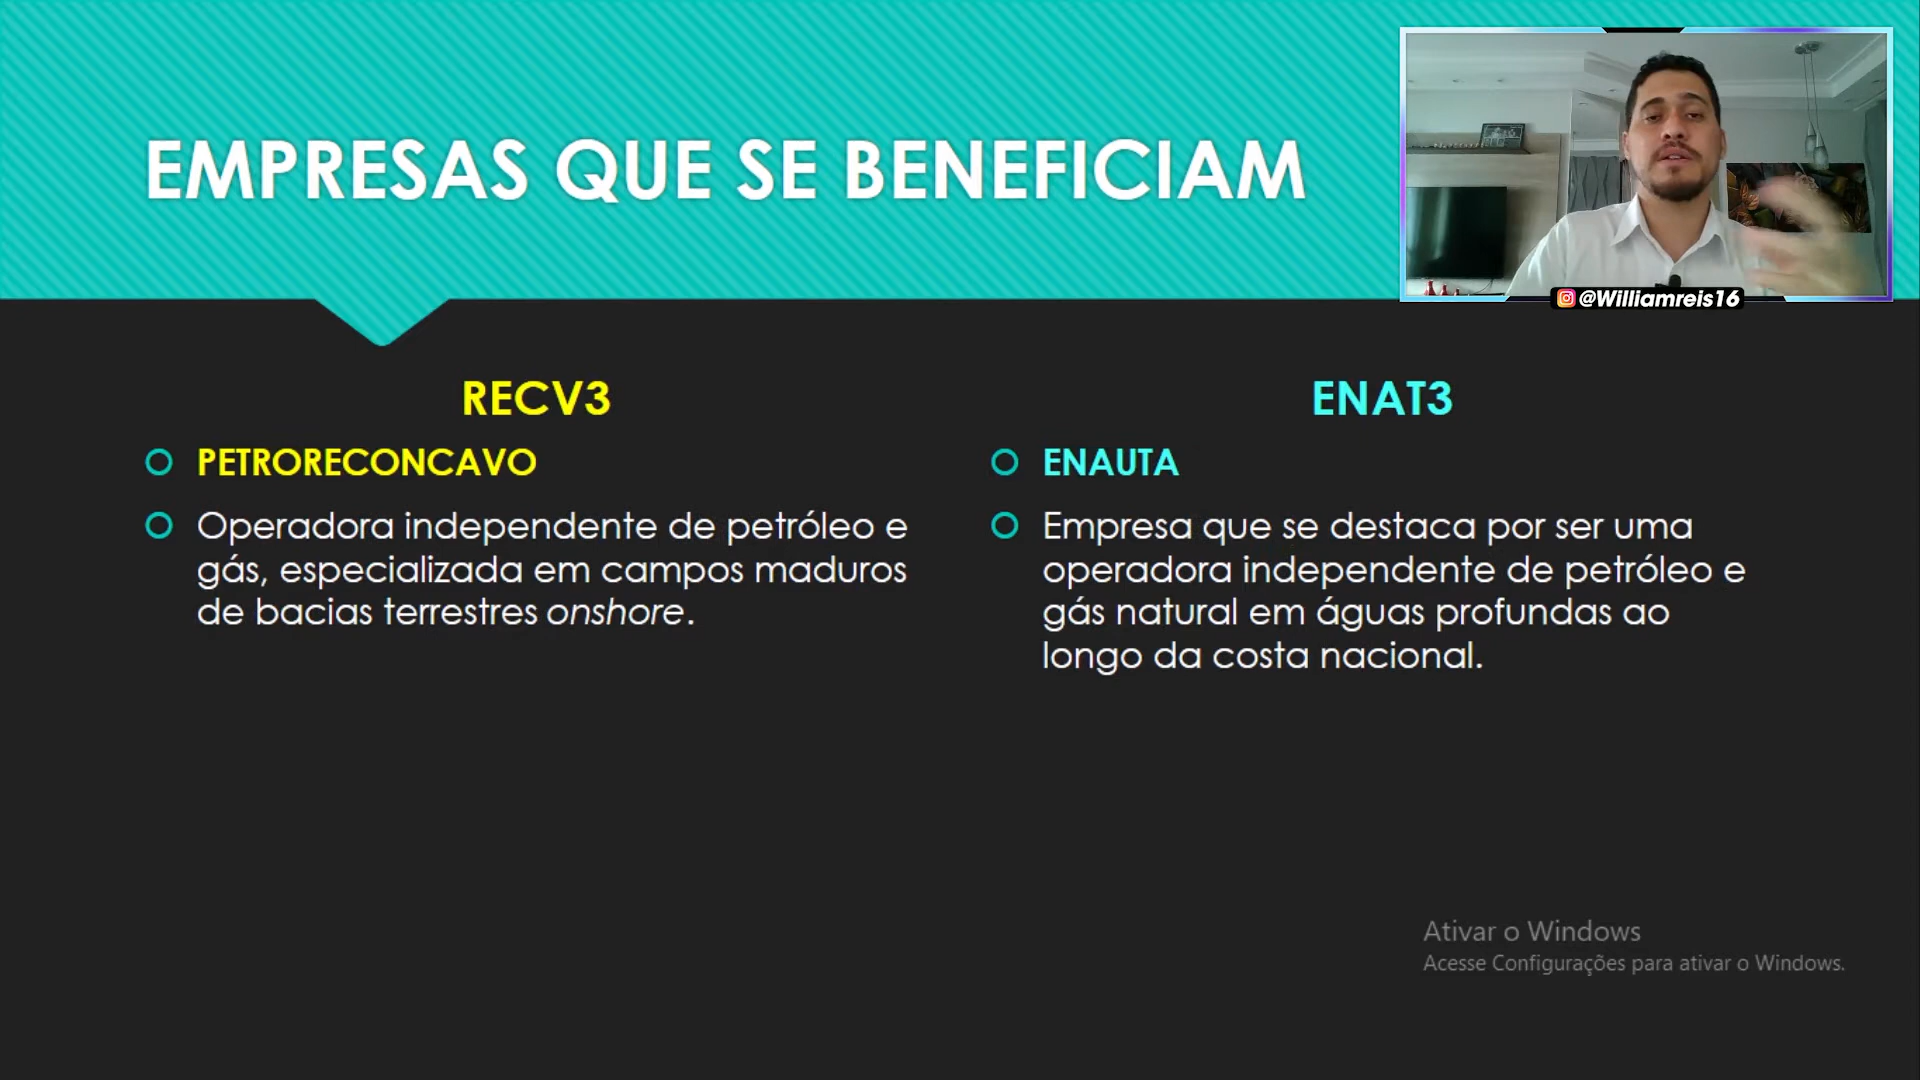 EMPRESAS QUE SE BENEFICIAM
@Williamreis16
RECV3
PETRORECONCAVO
Operadora independente de petróleo e
gás, especializada em campos maduros
de bacias terrestres onshore.
ENAT3
ENAUTA
Empresa que se destaca por ser uma
operadora independente de petróleo e
gás natural em águas profundas ao
longo da costa nacional.
Ativar o Windows
Acesse Configurações para ativar o Windows.